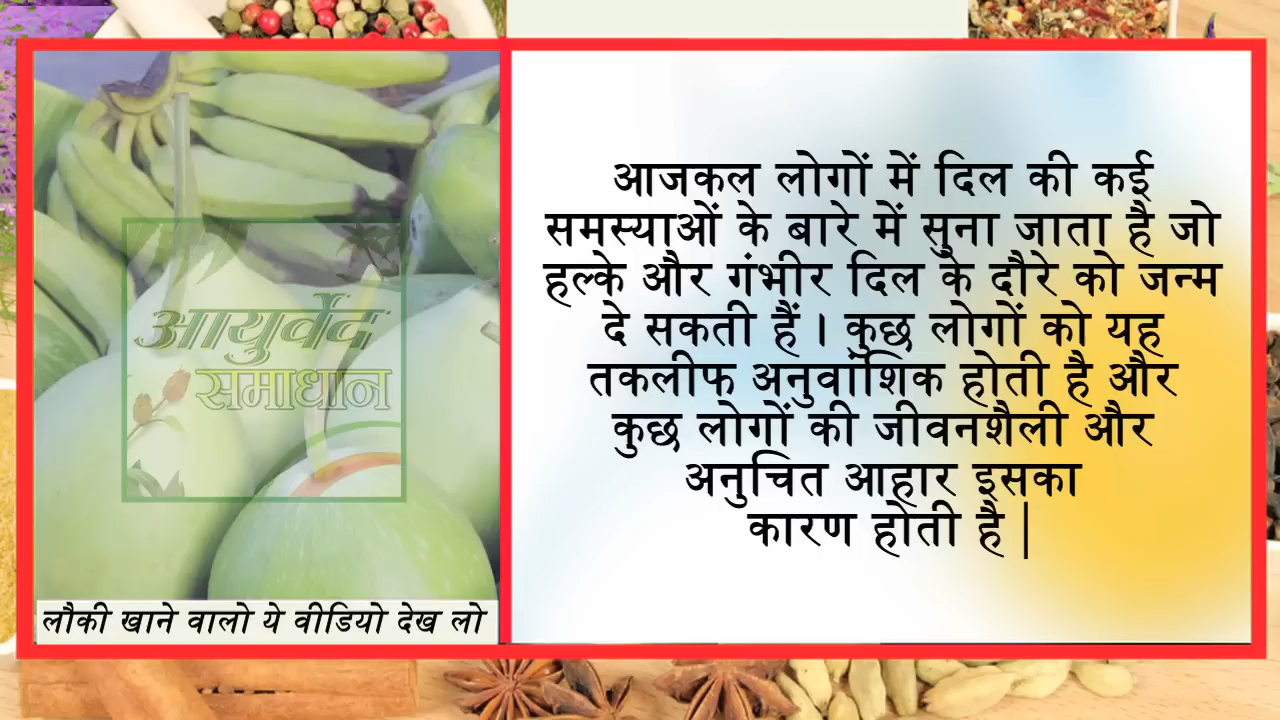 आयुर्वेद
समाधान
लौकी खाने वालो ये वीडियो देख लो
आजकल लोगों में दिल की कई
समस्याओं के बारे में सुना जाता है जो
हल्के और गंभीर दिल के दौरे को जन्म
दे सकती हैं । कुछ लोगों को यह
तकलीफ अनुवांशिक होती है और
कुछ लोगों की जीवनशैली और
अनुचित आहार इसका
कारण होती है |